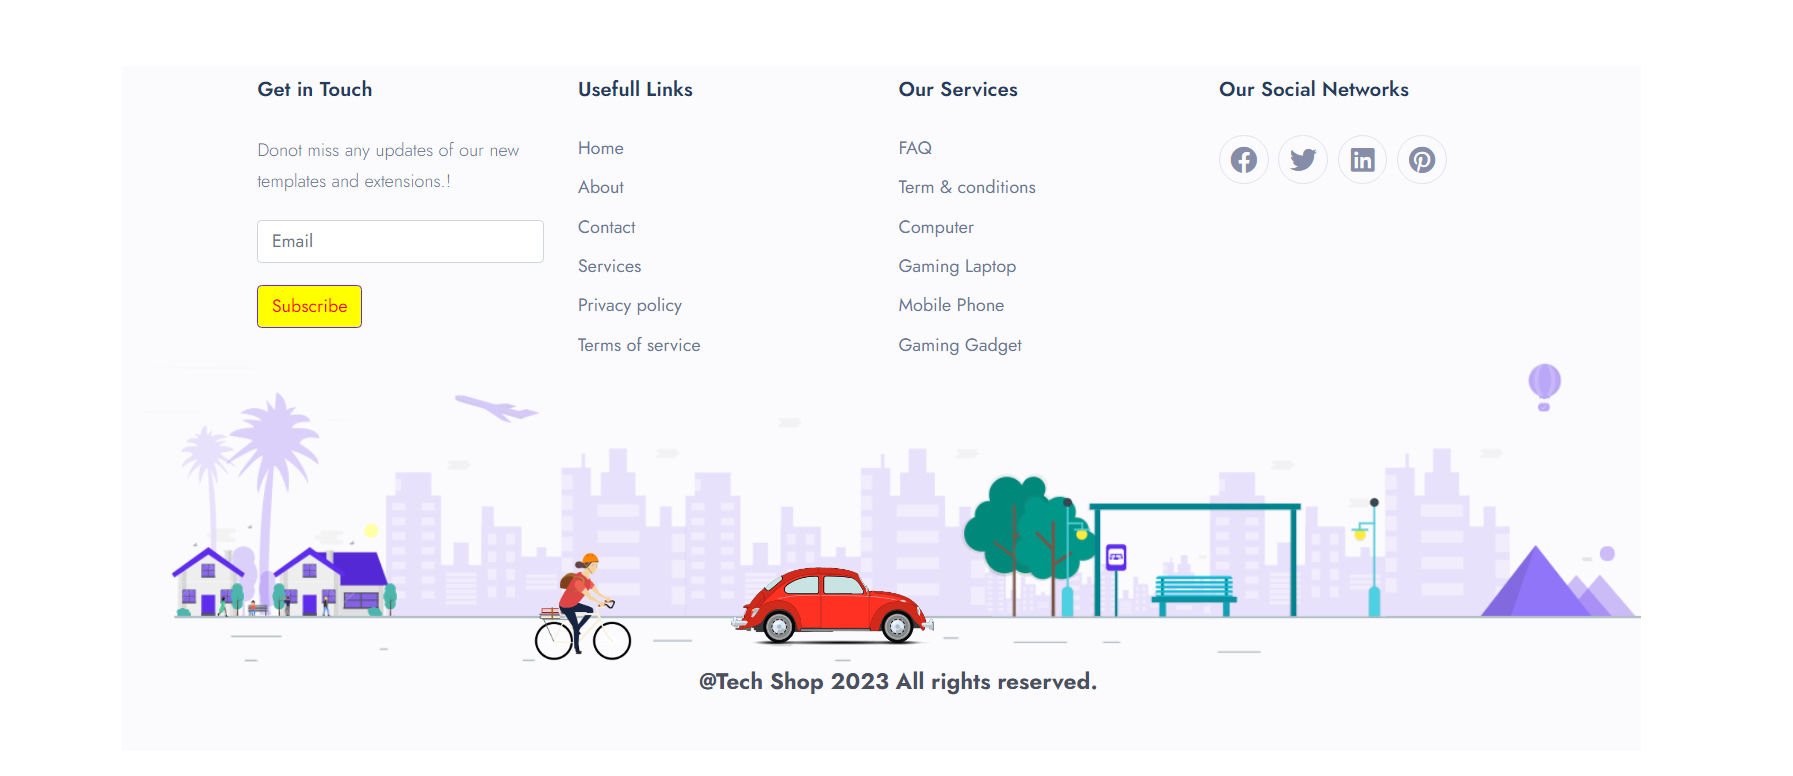 Get in Touch
Donot miss any updates of our new
templates and extensions.!
Email
Subscribe
Usefull Links
Home
About
Contact
Services
Privacy policy
Terms of service
Our Services
FAQ
Term & conditions
Computer
Gaming Laptop
Mobile Phone
Gaming Gadget
Our Social Networks
@Tech Shop 2023 All rights reserved.